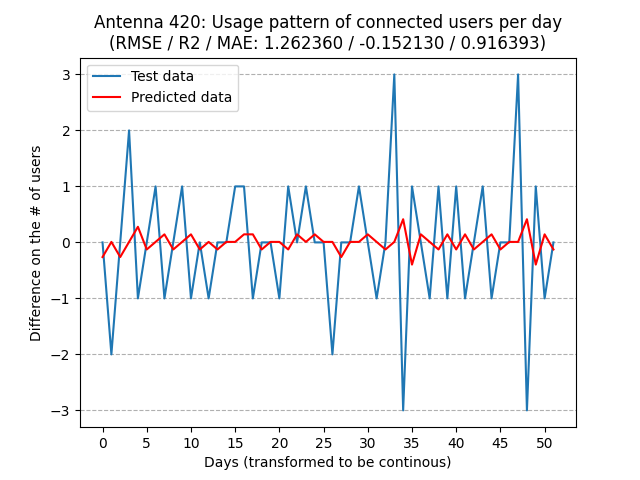 Antenna 420: Usage pattern of connected users per day
(RMSE / R2 / MAE: 1.262360 / -0.152130 / 0.916393)
Test data
Predicted data
Difference on the # of users
3
2
1
0
−1
−2
−3
0 5 10 15 20 25 30 35 40 45 50
Days (transformed to be continous)